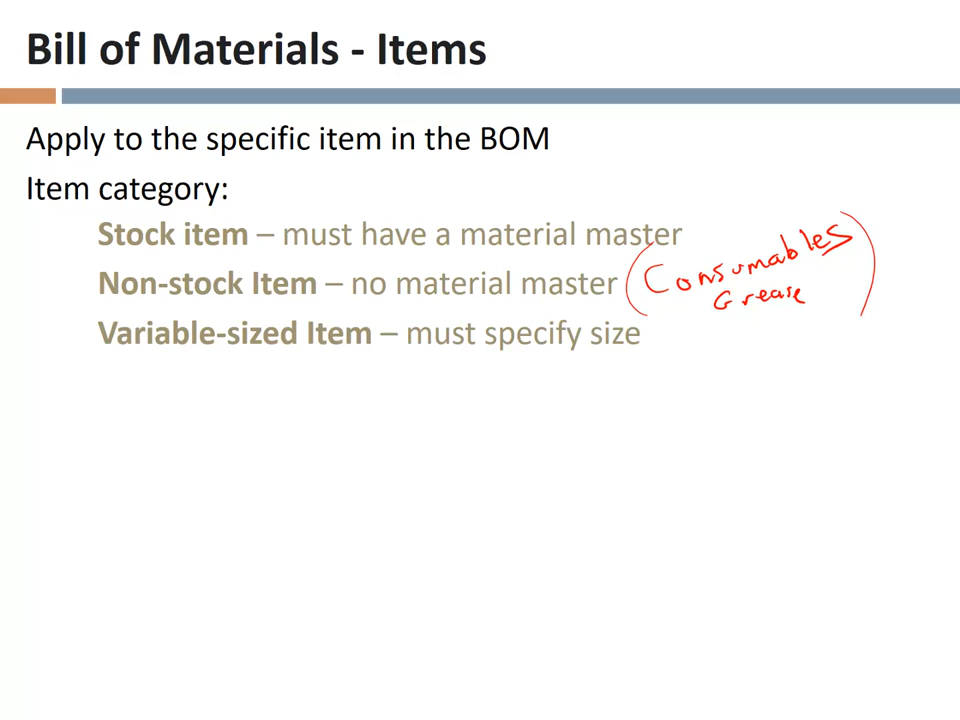 Bill of Materials - Items
Apply to the specific item in the BOM
Item category:
Stock item – must have a material master
Non-stock Item – no material master (Consumables
Grease)
Variable-sized Item – must specify size